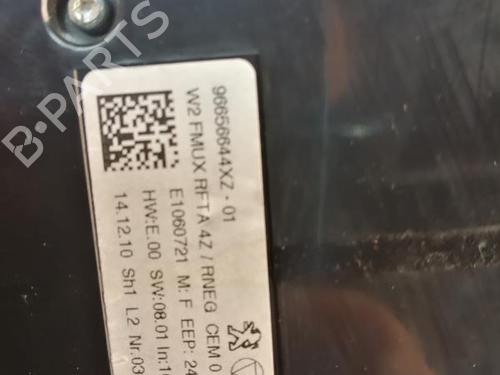 96656644XZ - 01
W2 FMUX RFTA 4Z / RNEG CEM 0
E1060721 M: F EEP: 24
HW:E.00 SW:08.01 In:1
14.12.10 Sh1 L2 Nr.03
B-PARTS